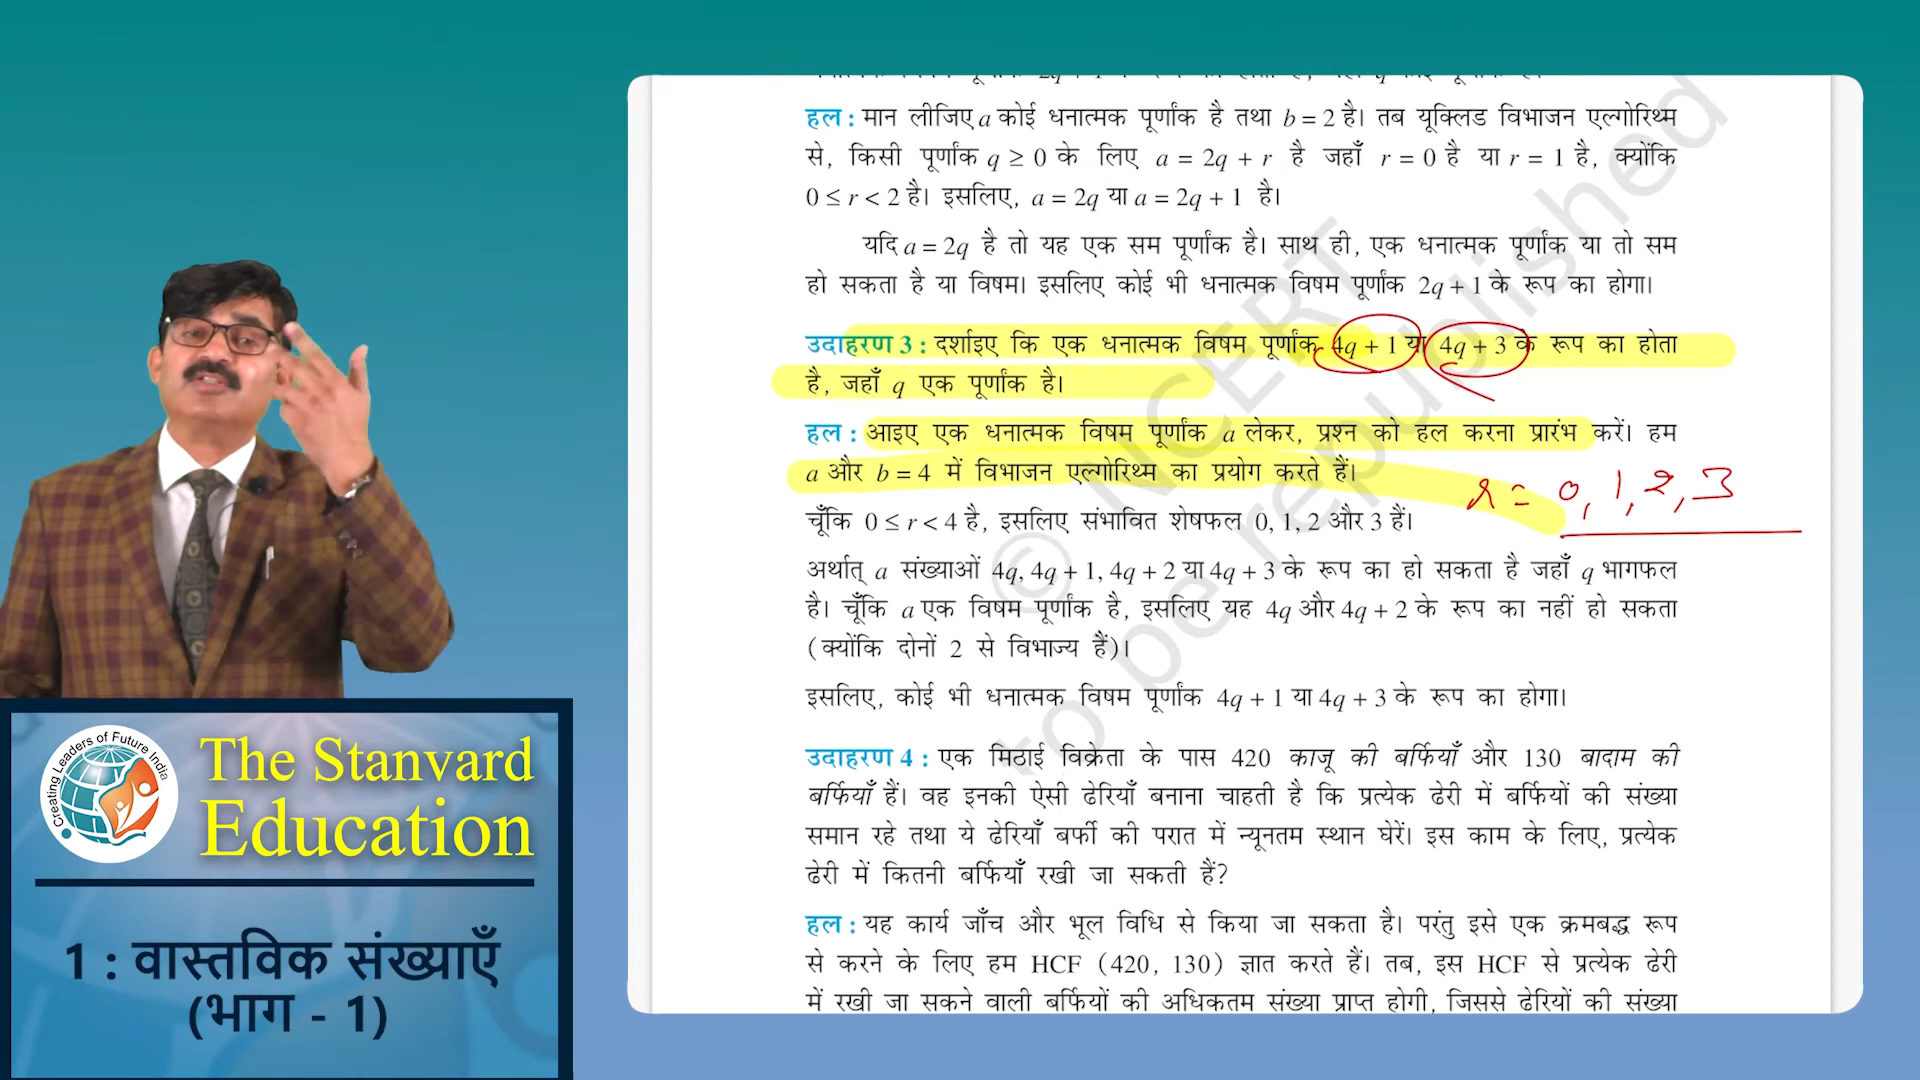 हल : मान लीजिए a कोई धनात्मक पूर्णांक है तथा b = 2 है। तब यूक्लिड विभाजन एल्गोरिथ्म
से, किसी पूर्णांक q ≥ 0 के लिए a = 2q + r है जहाँ r = 0 है या r = 1 है, क्योंकि
0 ≤ r < 2 है। इसलिए, a = 2q या a = 2q + 1 है।
यदि a = 2q है तो यह एक सम पूर्णांक है। साथ ही, एक धनात्मक पूर्णांक या तो सम
हो सकता है या विषम। इसलिए कोई भी धनात्मक विषम पूर्णांक 2q + 1 के रूप का होगा।
उदाहरण 3 : दर्शाइए कि एक धनात्मक विषम पूर्णांक 4q + 1 या 4q + 3 के रूप का होता
है, जहाँ q एक पूर्णांक है।
हल : आइए एक धनात्मक विषम पूर्णांक a लेकर, प्रश्न को हल करना प्रारंभ करें। हम
a और b = 4 में विभाजन एल्गोरिथ्म का प्रयोग करते हैं।
r = 0, 1, 2, 3
चूँकि 0 ≤ r < 4 है, इसलिए संभावित शेषफल 0, 1, 2 और 3 हैं।
अर्थात् a संख्याओं 4q, 4q + 1, 4q + 2 या 4q + 3 के रूप का हो सकता है जहाँ q भागफल
है। चूँकि a एक विषम पूर्णांक है, इसलिए यह 4q और 4q + 2 के रूप का नहीं हो सकता
(क्योंकि दोनों 2 से विभाज्य हैं)।
इसलिए, कोई भी धनात्मक विषम पूर्णांक 4q + 1 या 4q + 3 के रूप का होगा।
उदाहरण 4 : एक मिठाई विक्रेता के पास 420 काजू की बर्फियाँ और 130 बादाम की
बर्फियाँ हैं। वह इनकी ऐसी ढेरियाँ बनाना चाहती है कि प्रत्येक ढेरी में बर्फियों की संख्या
समान रहे तथा ये ढेरियाँ बर्फी की परात में न्यूनतम स्थान घेरें। इस काम के लिए, प्रत्येक
ढेरी में कितनी बर्फियाँ रखी जा सकती हैं?
हल : यह कार्य जाँच और भूल विधि से किया जा सकता है। परंतु इसे एक क्रमबद्ध रूप
से करने के लिए हम HCF (420, 130) ज्ञात करते हैं। तब, इस HCF से प्रत्येक ढेरी
में रखी जा सकने वाली बर्फियों की अधिकतम संख्या प्राप्त होगी, जिससे ढेरियों की संख्या
© NCERT
to be republished
Creating Leaders of Future India
The Stanvard
Education
1 : वास्तविक संख्याएँ
(भाग - 1)